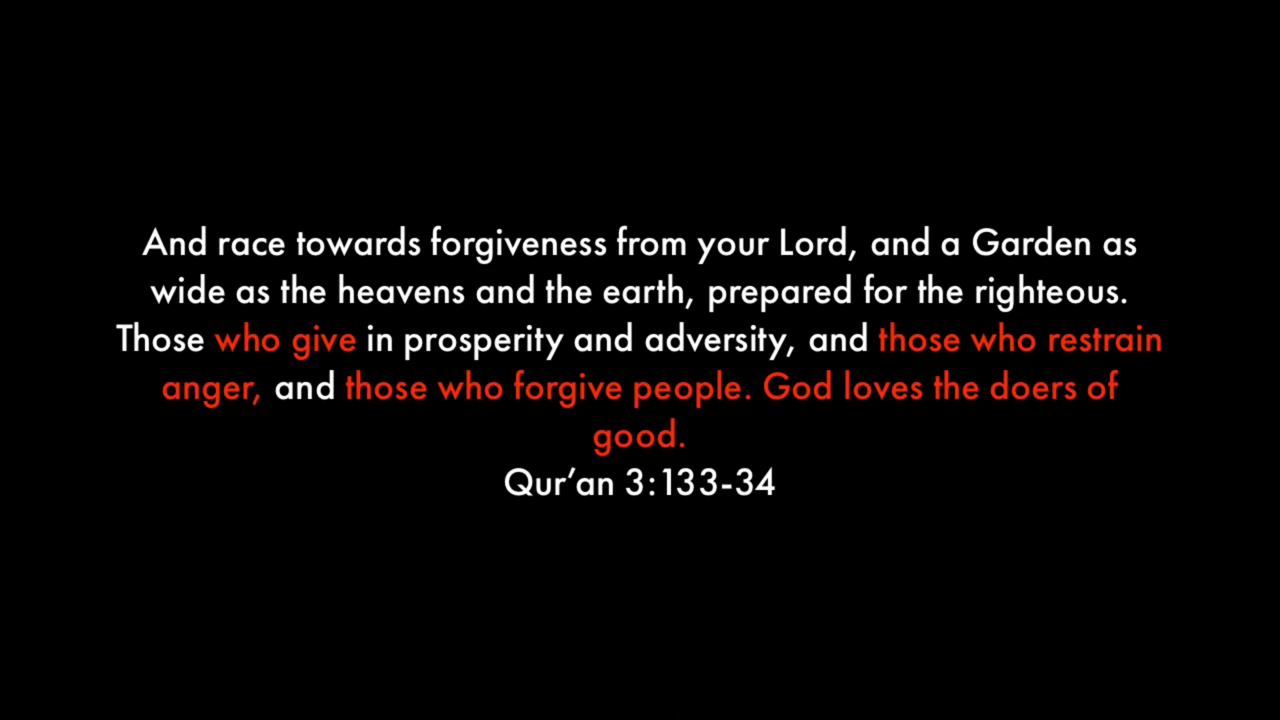 And race towards forgiveness from your Lord, and a Garden as
wide as the heavens and the earth, prepared for the righteous.
Those who give in prosperity and adversity, and those who restrain
anger, and those who forgive people. God loves the doers of
good.
Qur’an 3:133-34